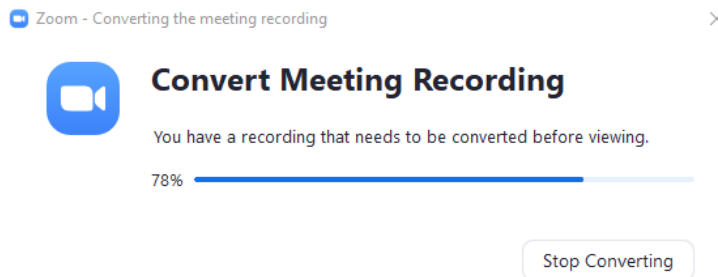 Zoom - Converting the meeting recording
Convert Meeting Recording
You have a recording that needs to be converted before viewing.
78%
Stop Converting